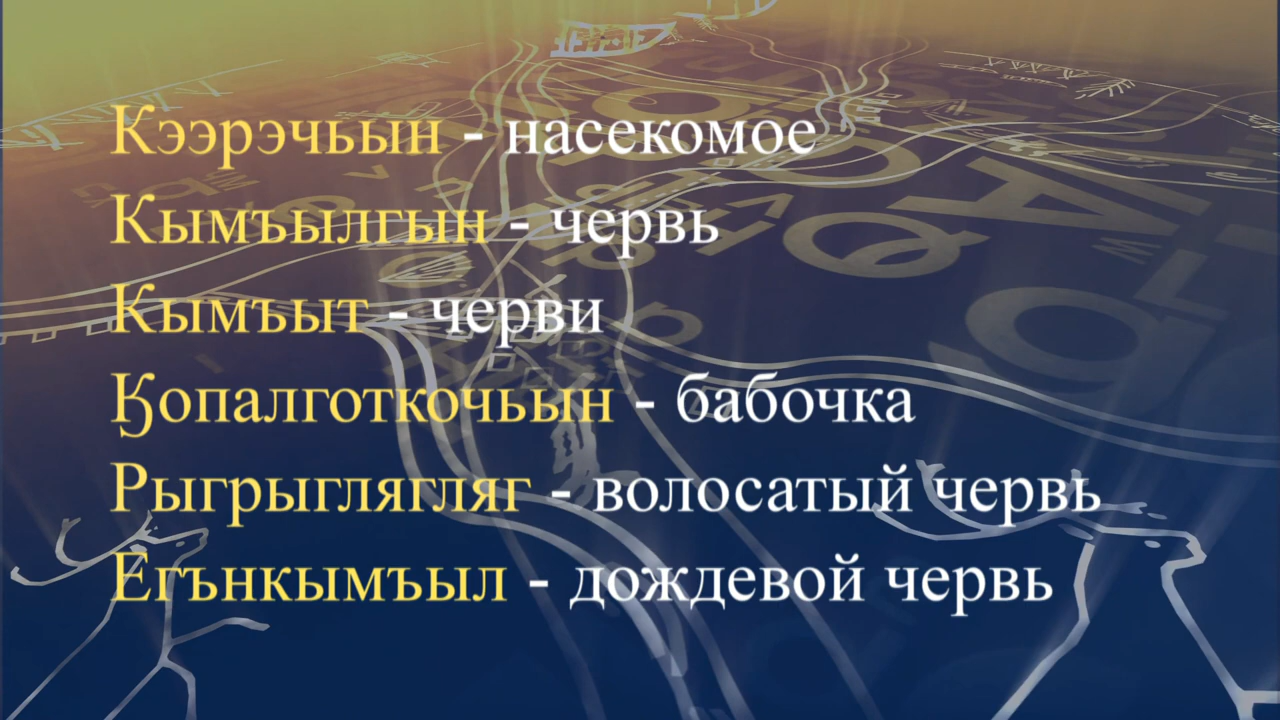 Кээрэчьын - насекомое
Кымъылгын - червь
Кымъыт - черви
Ӄопалготкочьын - бабочка
Рыгрыглягляг - волосатый червь
Егънкымъыл - дождевой червь